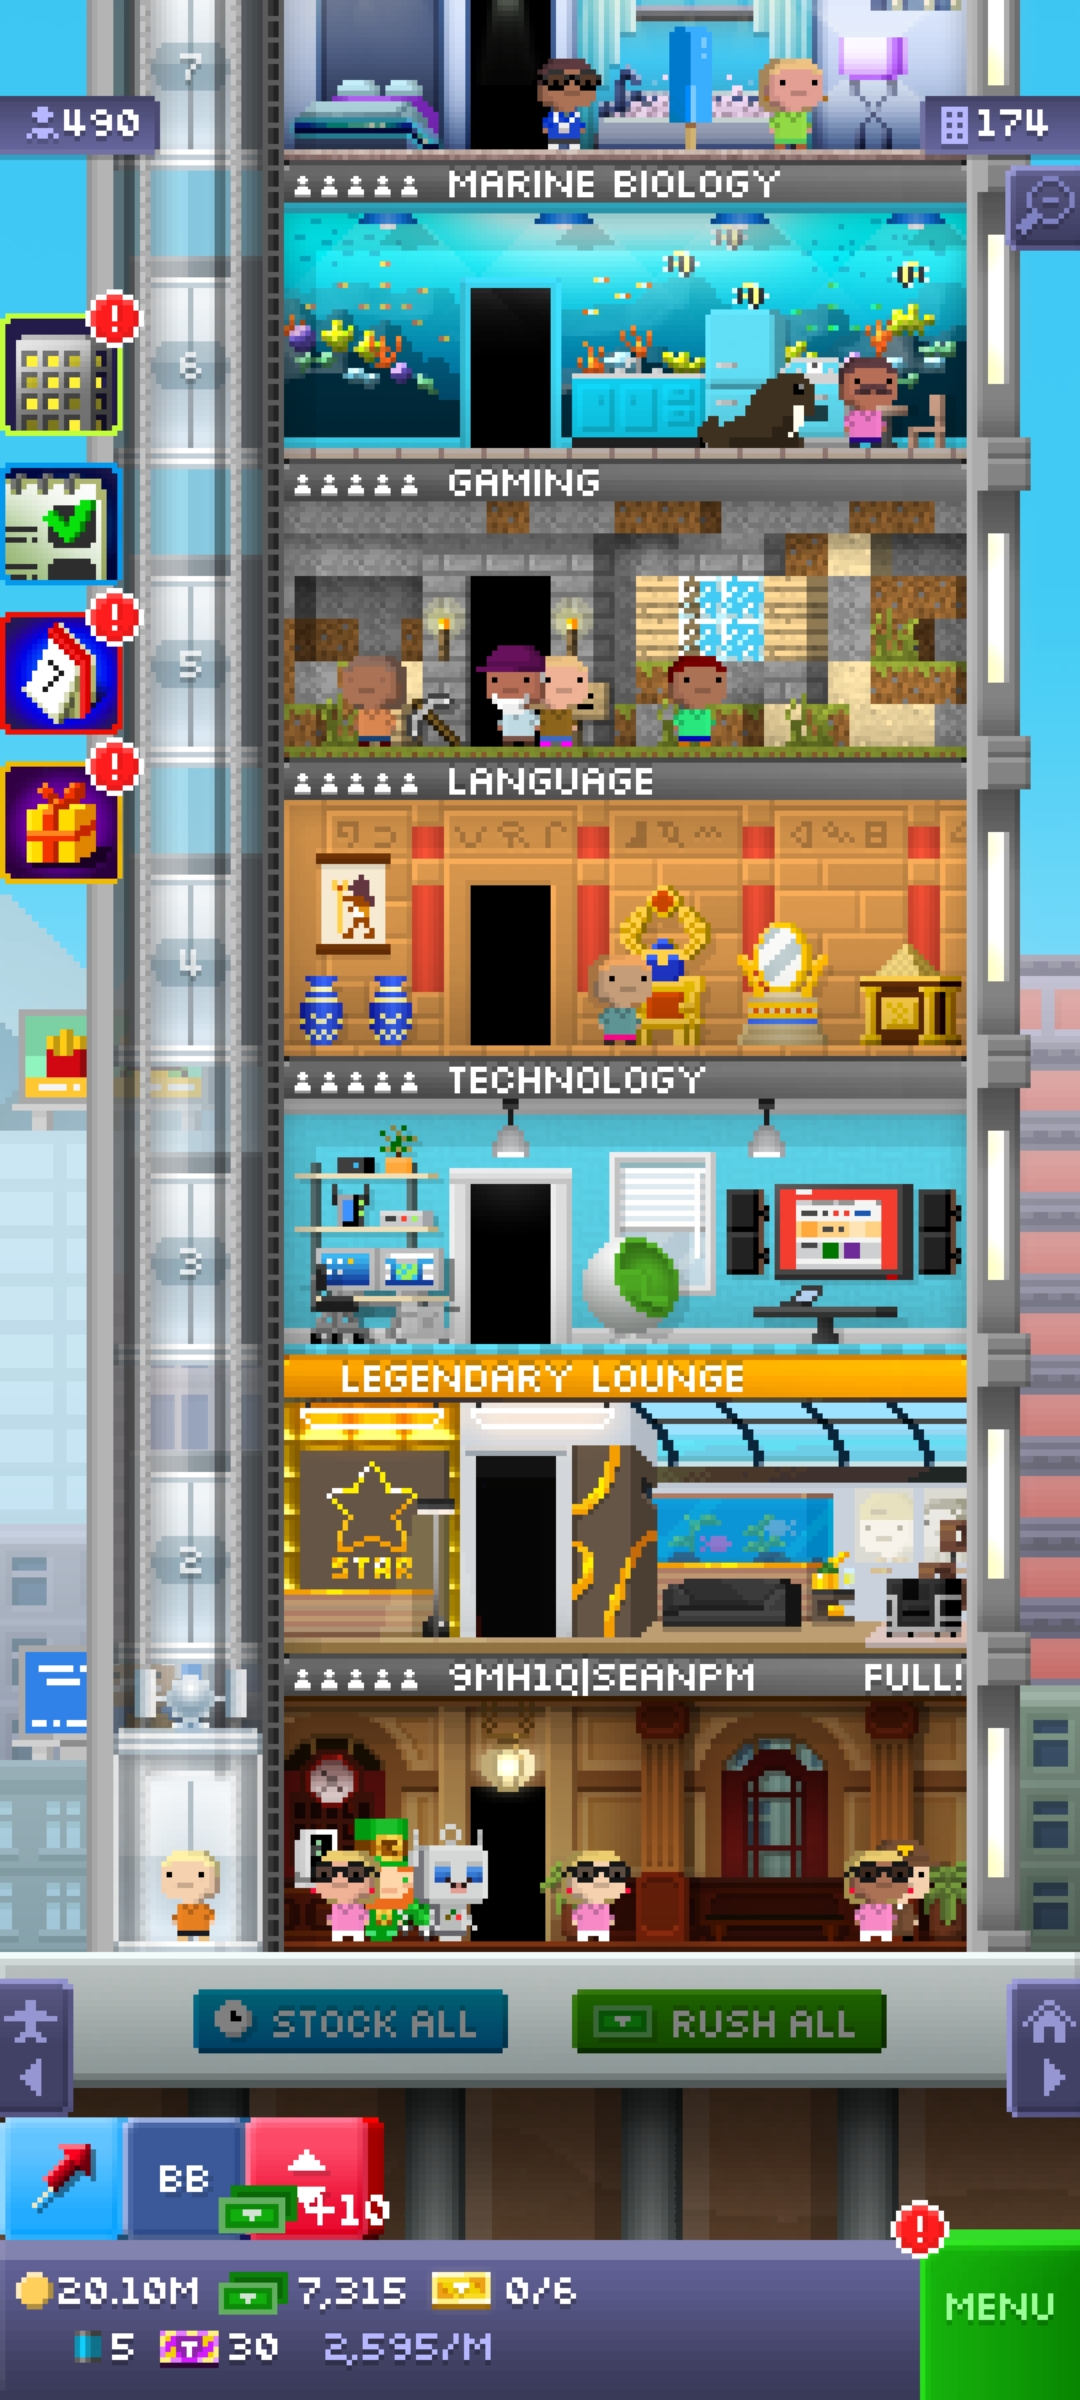 7
490
174
MARINE BIOLOGY
6
GAMING
5
LANGUAGE
4
TECHNOLOGY
3
LEGENDARY LOUNGE
STAR
2
9MH1Q|SEANPM FULL!
STOCK ALL
RUSH ALL
BB
+10
20.10M 7,315 0/6
MENU
5 30 2,595/M